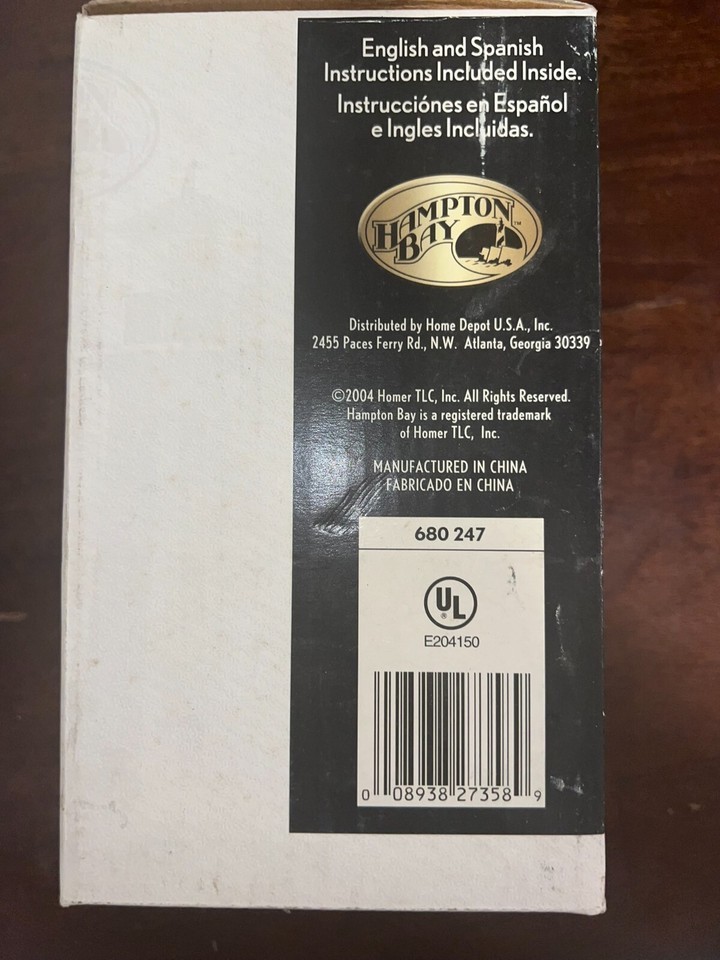 English and Spanish
Instructions Included Inside.
Instrucciónes en Español
e Ingles Incluidas.
HAMPTON
BAY
™
Distributed by Home Depot U.S.A., Inc.
2455 Paces Ferry Rd., N.W. Atlanta, Georgia 30339
©2004 Homer TLC, Inc. All Rights Reserved.
Hampton Bay is a registered trademark
of Homer TLC, Inc.
MANUFACTURED IN CHINA
FABRICADO EN CHINA
680 247
UL
®
E204150
0 08938 27358 9